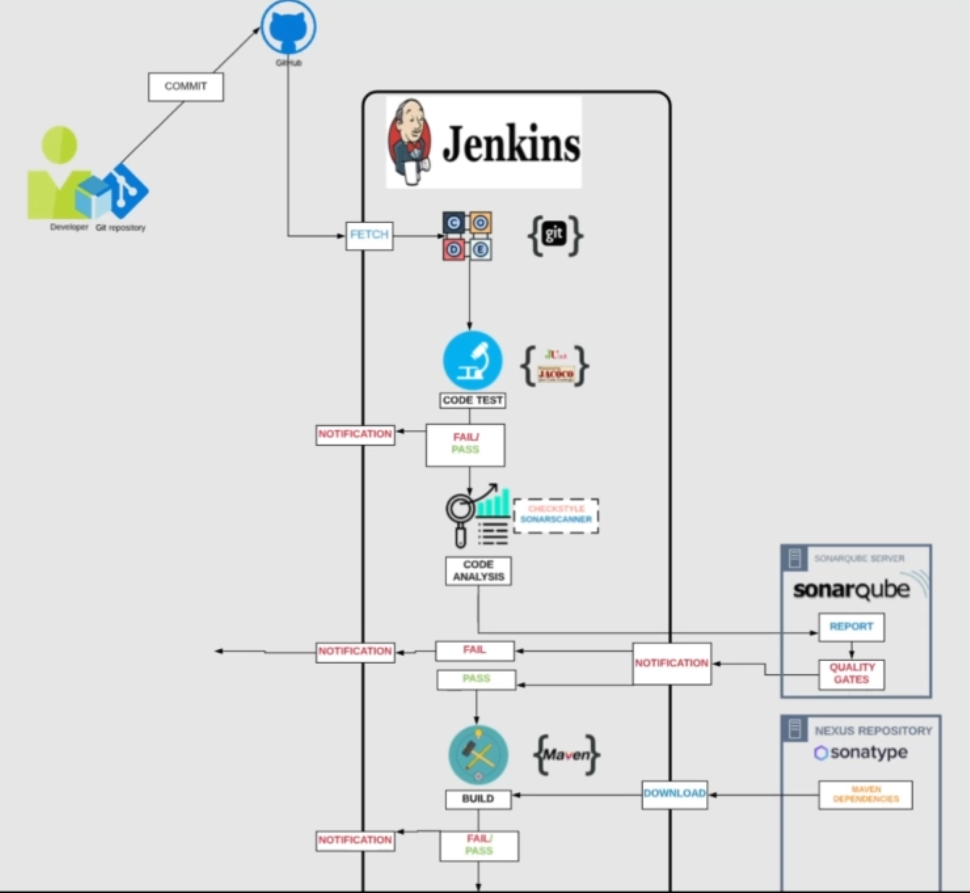 GitHub
COMMIT
Developer
Git repository
Jenkins
FETCH
C O
D E
git
JUnit
JACOCO
CODE TEST
NOTIFICATION
FAIL/
PASS
CHECKSTYLE
SONARSCANNER
CODE
ANALYSIS
SONARQUBE SERVER
sonarqube
REPORT
NOTIFICATION
FAIL
NOTIFICATION
QUALITY
GATES
PASS
NEXUS REPOSITORY
sonatype
Maven
BUILD
DOWNLOAD
MAVEN
DEPENDENCIES
NOTIFICATION
FAIL/
PASS